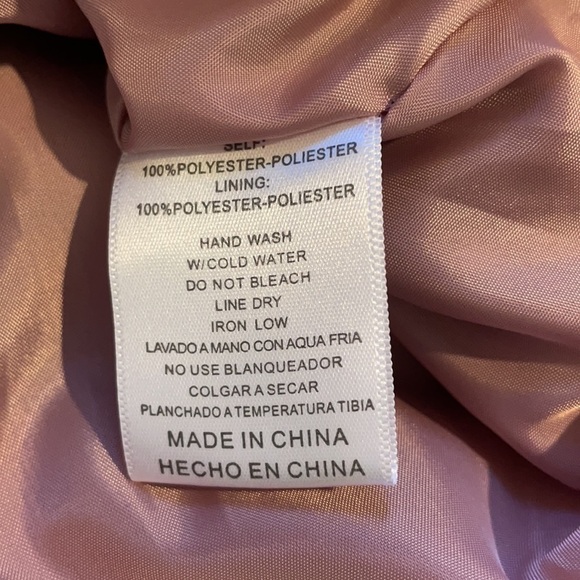 SELF:
100%POLYESTER-POLIESTER
LINING:
100%POLYESTER-POLIESTER
HAND WASH
W/COLD WATER
DO NOT BLEACH
LINE DRY
IRON LOW
LAVADO A MANO CON AQUA FRIA
NO USE BLANQUEADOR
COLGAR A SECAR
PLANCHADO A TEMPERATURA TIBIA
MADE IN CHINA
HECHO EN CHINA